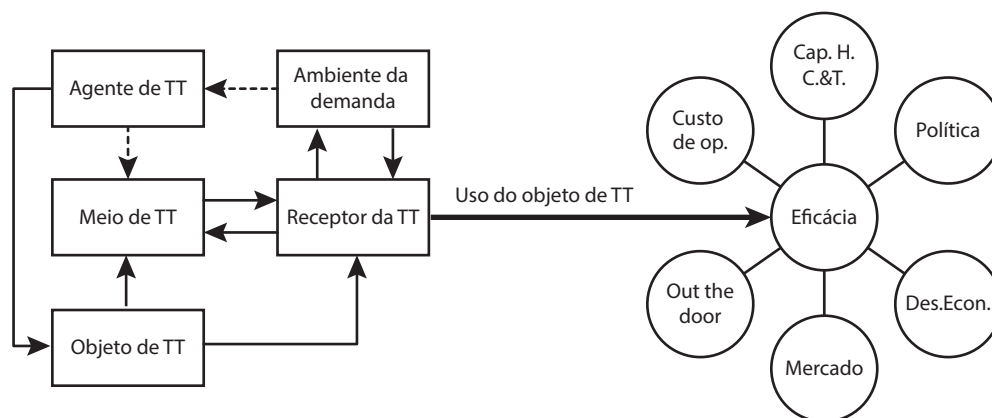 Agente de TT
Ambiente da
demanda
Meio de TT
Receptor da TT
Objeto de TT
Uso do objeto de TT
Cap. H.
C.&T.
Custo
de op.
Política
Eficácia
Out the
door
Des.Econ.
Mercado